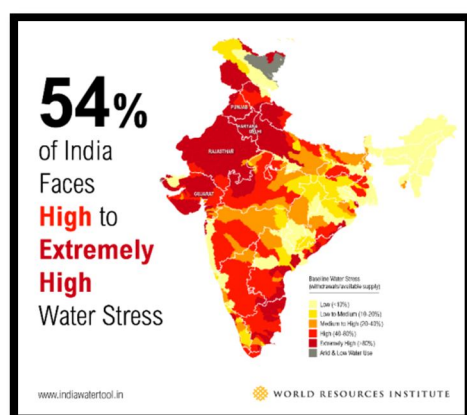 54%
of India
Faces
High to
Extremely
High
Water Stress
PUNJAB
HARYANA
DELHI
RAJASTHAN
GUJARAT
Baseline Water Stress
(withdrawals/available supply)
Low (<10%)
Low to Medium (10-20%)
Medium to High (20-40%)
High (40-80%)
Extremely High (>80%)
Arid & Low Water Use
www.indiawatertool.in
WORLD RESOURCES INSTITUTE